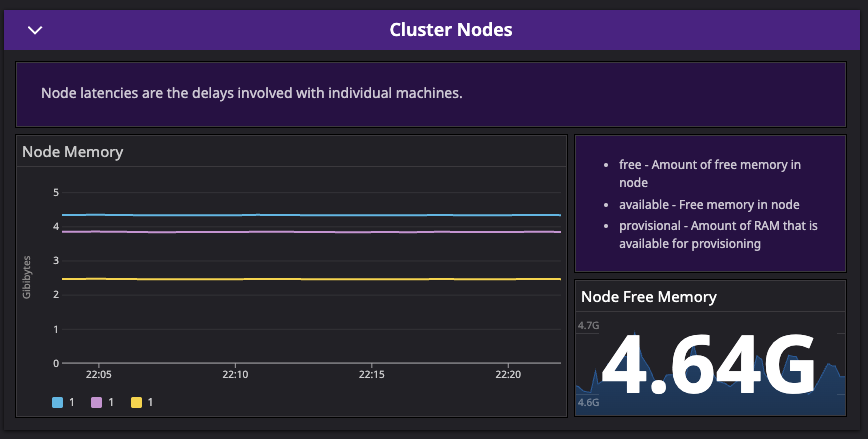 Cluster Nodes
Node latencies are the delays involved with individual machines.
Node Memory
5
4
3
2
1
0
Gibibytes
22:05 22:10 22:15 22:20
1 1 1
free - Amount of free memory in
node
available - Free memory in node
provisional - Amount of RAM that is
available for provisioning
Node Free Memory
4.7G
4.64G
4.6G